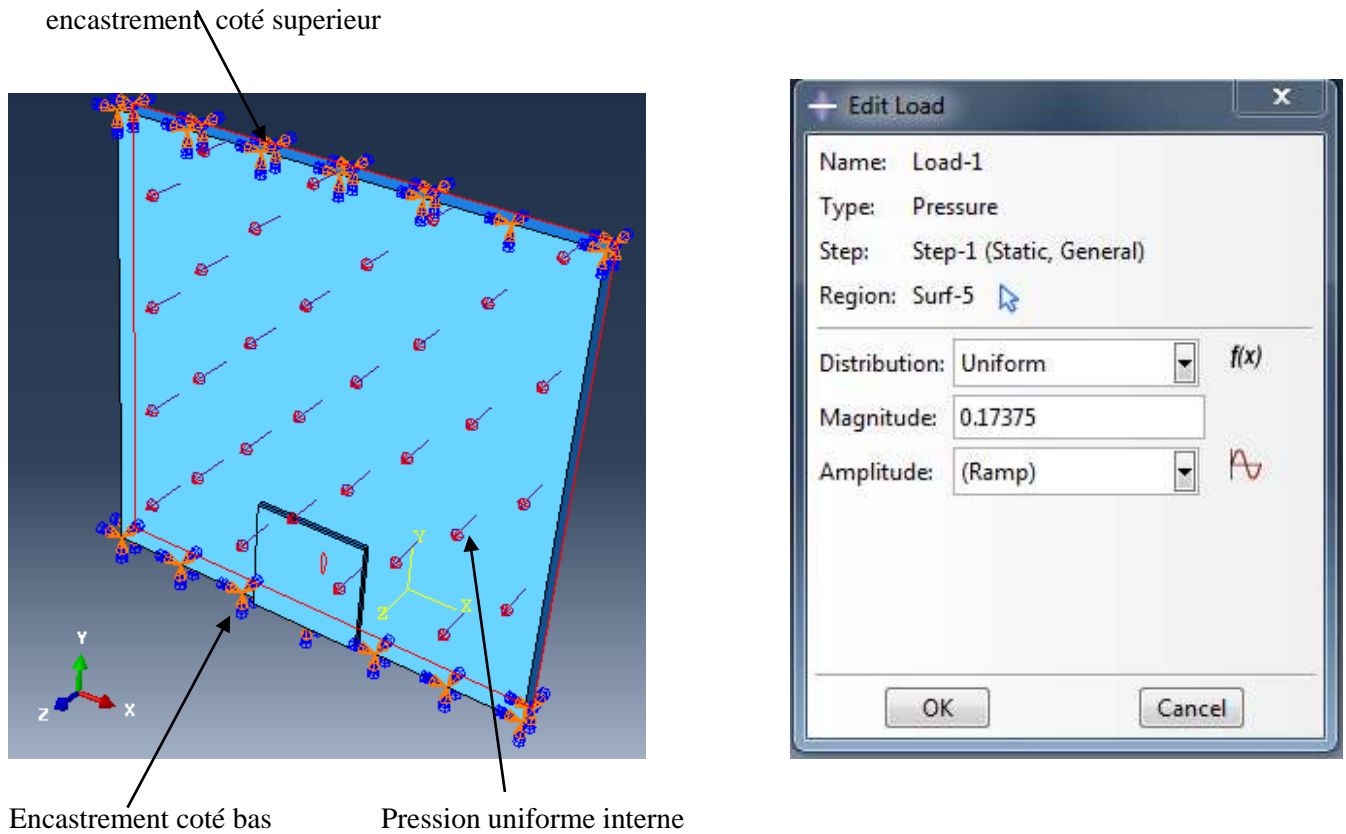 encastrement coté superieur
Y
X
Z
Y
X
Z
Encastrement coté bas
Pression uniforme interne
Edit Load
x
Name: Load-1
Type: Pressure
Step: Step-1 (Static, General)
Region: Surf-5
Distribution: Uniform f(x)
Magnitude: 0.17375
Amplitude: (Ramp)
OK Cancel